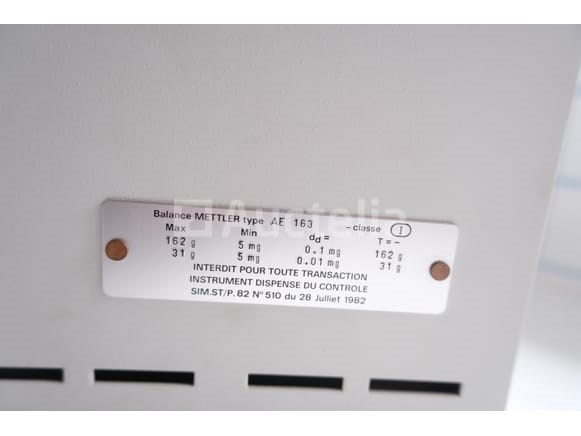 Balance METTLER type AE 163 - classe I
Max Min dd = T = -
162 g 5 mg 0.1 mg 162 g
31 g 5 mg 0.01 mg 31 g
INTERDIT POUR TOUTE TRANSACTION
INSTRUMENT DISPENSE DU CONTROLE
SIM.ST/P. 82 N° 510 du 28 Juillet 1982
Auctelia